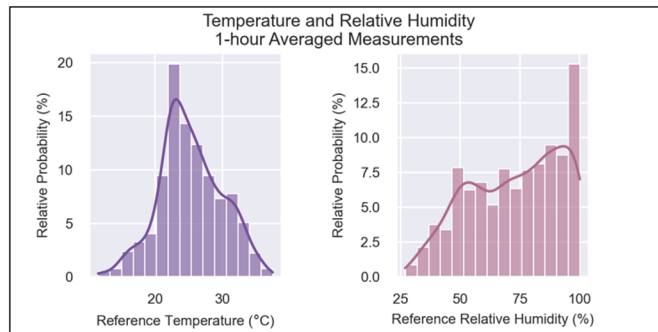 Temperature and Relative Humidity
1-hour Averaged Measurements
Relative Probability (%)
20
15
10
5
0
20 30
Reference Temperature (°C)
Relative Probability (%)
15.0
12.5
10.0
7.5
5.0
2.5
0.0
25 50 75 100
Reference Relative Humidity (%)